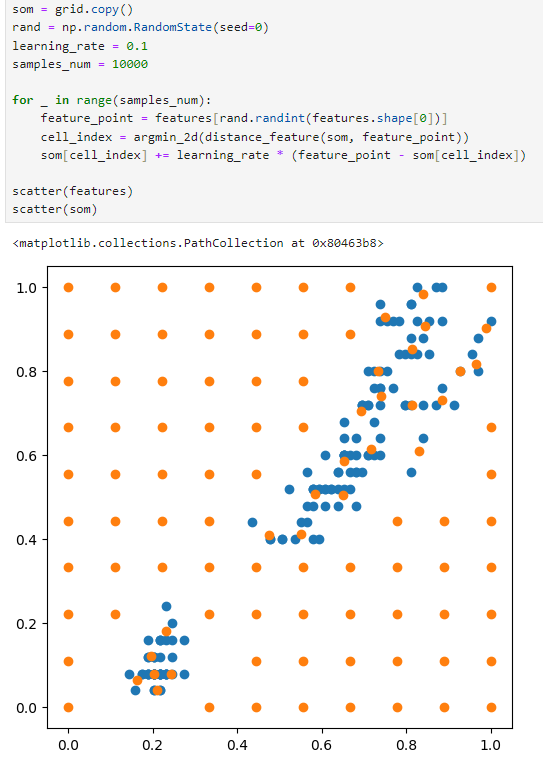 som = grid.copy()
rand = np.random.RandomState(seed=0)
learning_rate = 0.1
samples_num = 10000
for _ in range(samples_num):
    feature_point = features[rand.randint(features.shape[0])]
    cell_index = argmin_2d(distance_feature(som, feature_point))
    som[cell_index] += learning_rate * (feature_point - som[cell_index])
scatter(features)
scatter(som)
<matplotlib.collections.PathCollection at 0x80463b8>
1.0
0.8
0.6
0.4
0.2
0.0
0.0 0.2 0.4 0.6 0.8 1.0